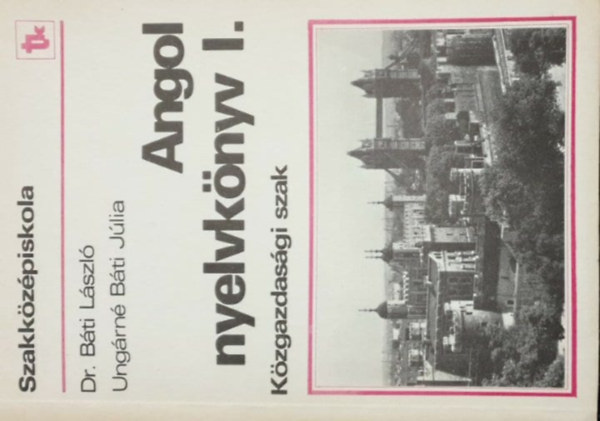 Szakközépiskola
tk
Dr. Báti László
Ungárné Báti Júlia
Angol
nyelvkönyv I.
Közgazdasági szak